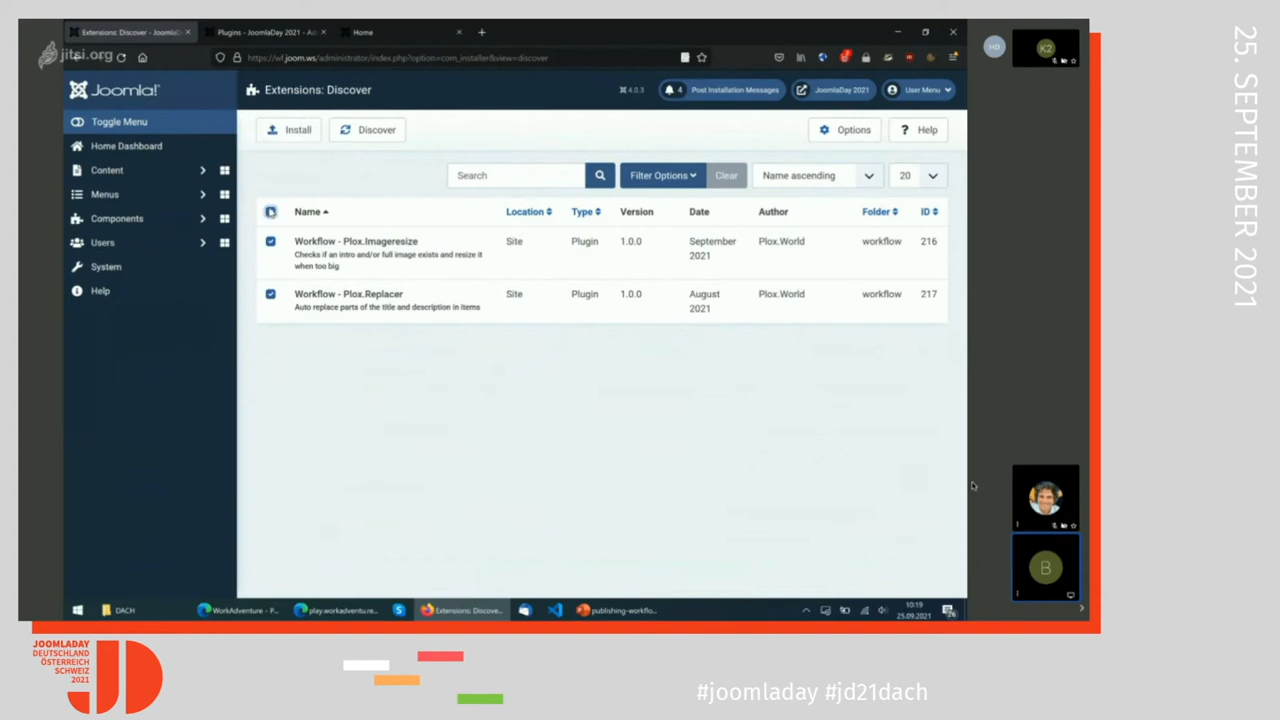 Extensions: Discover - JoomlaD
Plugins - JoomlaDay 2021 - Ad
Home
jitsi.org
https://wf.joom.ws/administrator/index.php?option=com_installer&view=discover
Joomla!
Extensions: Discover
4.0.3
4 Post Installation Messages
JoomlaDay 2021
User Menu
Toggle Menu
Home Dashboard
Content
Menus
Components
Users
System
Help
Install
Discover
Options
? Help
Search
Filter Options
Clear
Name ascending
20
Name
Location
Type
Version
Date
Author
Folder
ID
Workflow - Plox.Imageresize
Checks if an intro and/or full image exists and resize it
when too big
Site
Plugin
1.0.0
September
2021
Plox.World
workflow
216
Workflow - Plox.Replacer
Auto replace parts of the title and description in items
Site
Plugin
1.0.0
August
2021
Plox.World
workflow
217
HD
K2
B
DACH
WorkAdventure - P...
play.workadventu.re...
Extensions: Discove...
publishing-workflo...
10:19
25.09.2021
25. SEPTEMBER 2021
JOOMLADAY
DEUTSCHLAND
ÖSTERREICH
SCHWEIZ
2021
JD
#joomladay #jd21dach